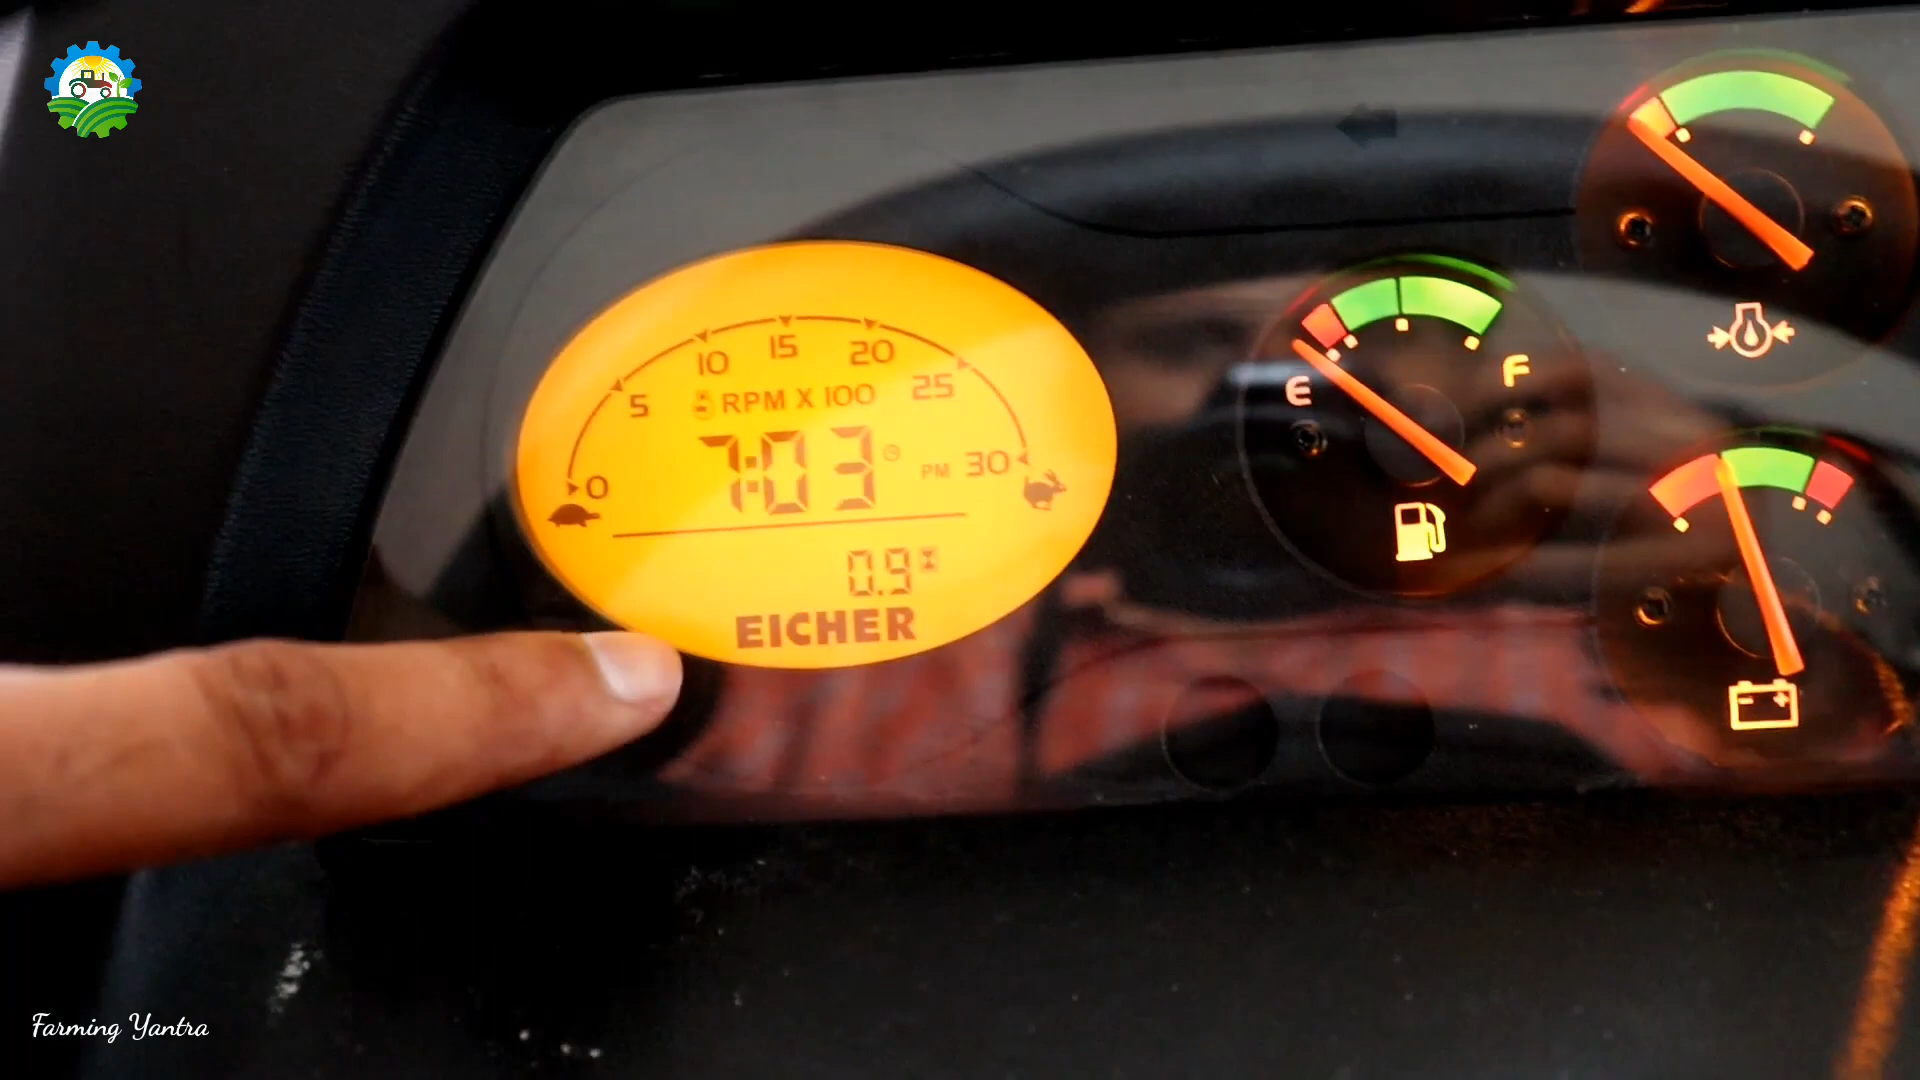 10 15 20
5 RPM X 100 25
7:03 PM 30
0
0.9
EICHER
E F
- +
Farming Yantra